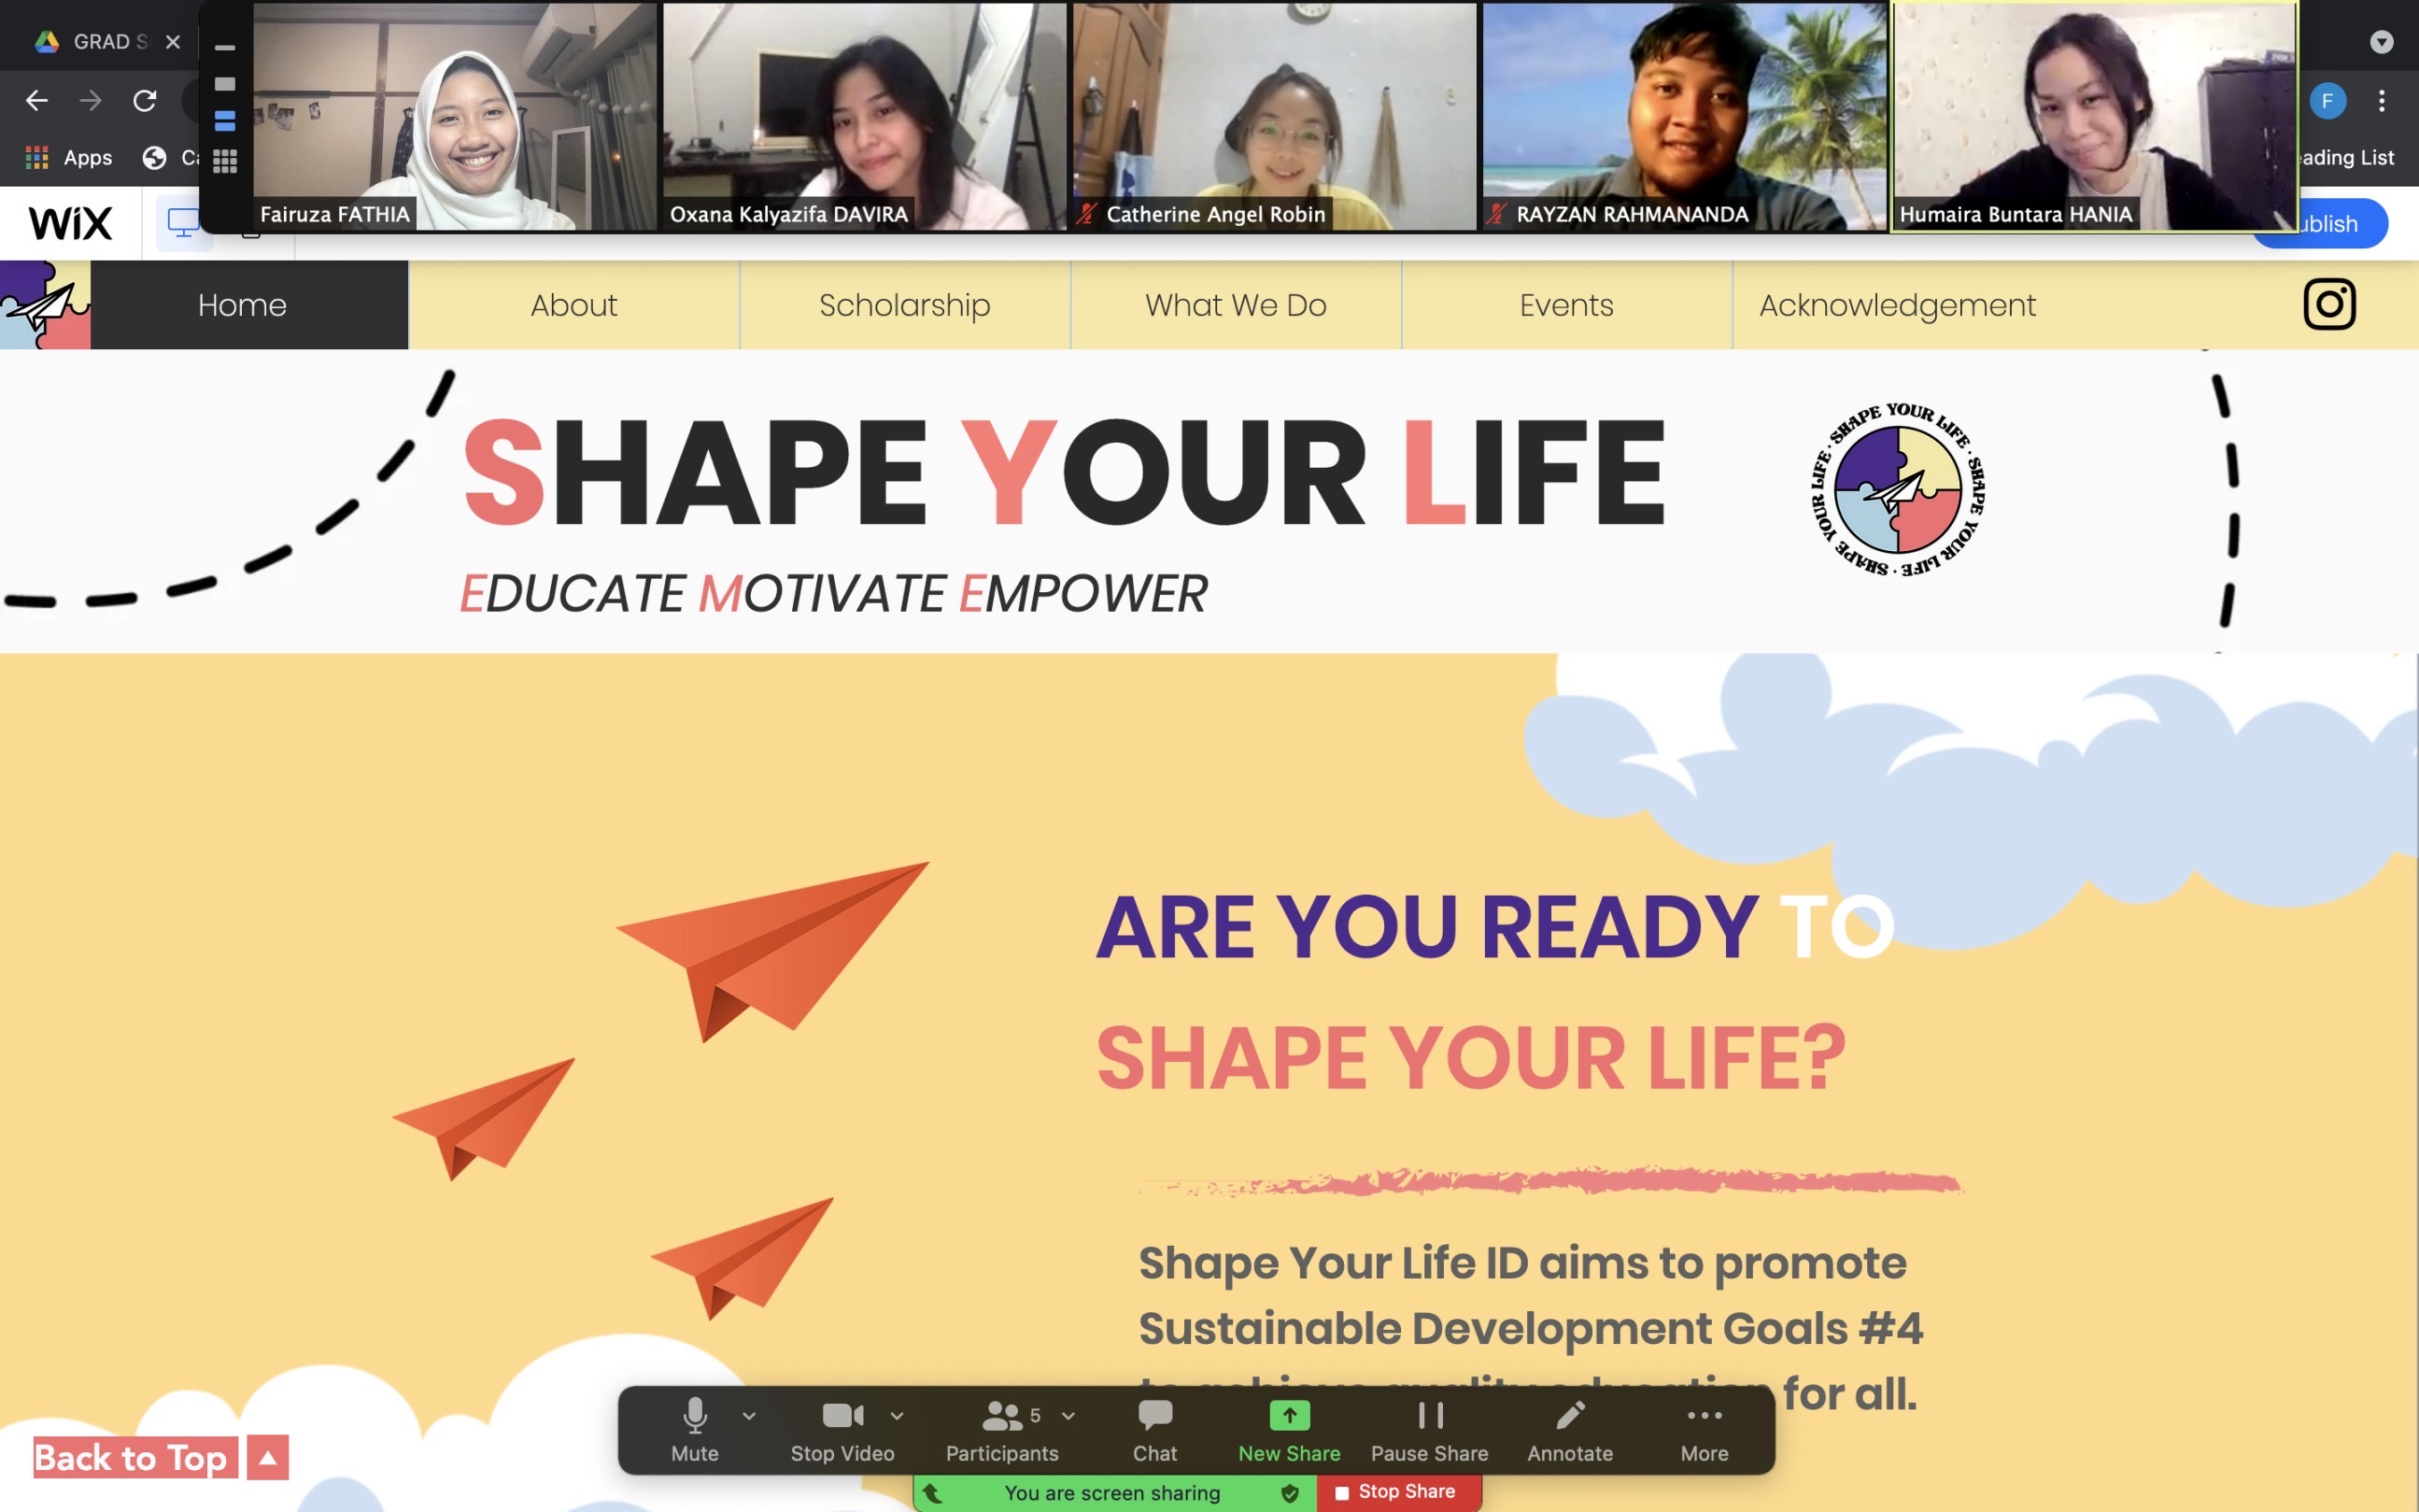 GRAD S
Apps
Ca
ading List
Fairuza FATHIA
Oxana Kalyazifa DAVIRA
Catherine Angel Robin
RAYZAN RAHMANANDA
Humaira Buntara HANIA
F
WiX
ublish
Home
About
Scholarship
What We Do
Events
Acknowledgement
SHAPE YOUR LIFE
EDUCATE MOTIVATE EMPOWER
SHAPE YOUR LIFE · SHAPE YOUR LIFE · SHAPE YOUR LIFE ·
ARE YOU READY TO
SHAPE YOUR LIFE?
Shape Your Life ID aims to promote
Sustainable Development Goals #4
to achieve quality education for all.
Back to Top
Mute
Stop Video
5
Participants
Chat
New Share
Pause Share
Annotate
More
You are screen sharing
Stop Share